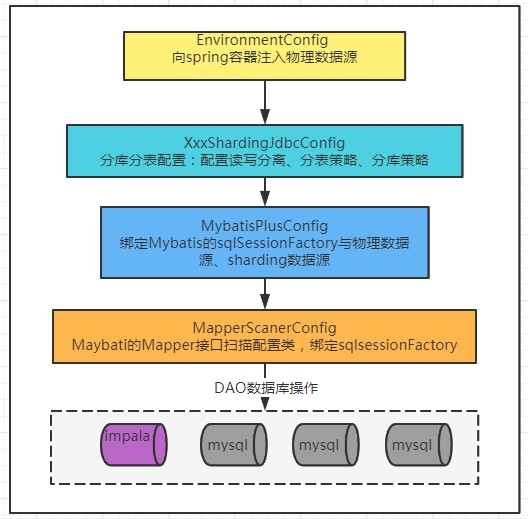 EnvironmentConfig
向spring容器注入物理数据源
XxxShardingJdbcConfig
分库分表配置：配置读写分离、分表策略、分库策略
MybatisPlusConfig
绑定Mybatis的sqlSessionFactory与物理数据
源、sharding数据源
MapperScanerConfig
Maybati的Mapper接口扫描配置类，绑定sqlsessionFactory
DAO数据库操作
impala
mysql
mysql
mysql